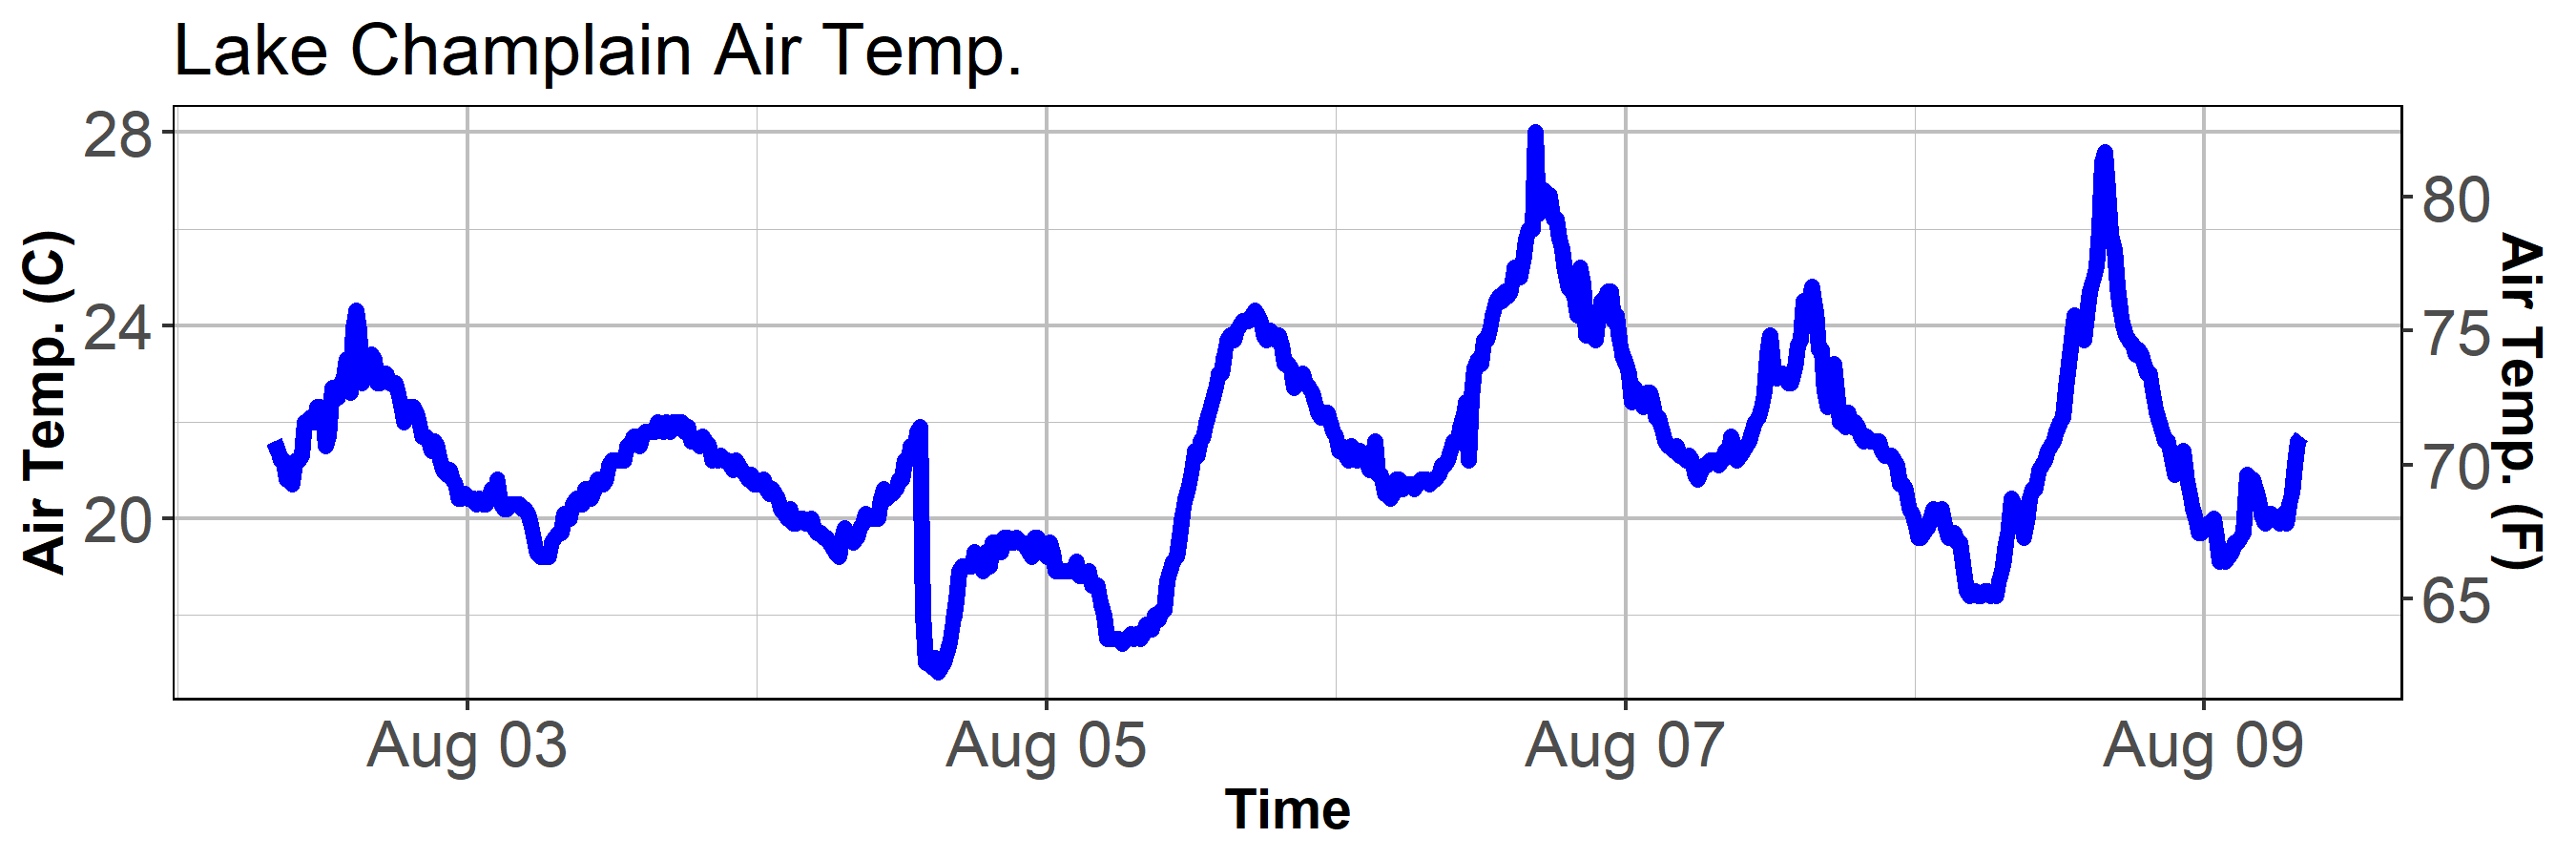 Lake Champlain Air Temp.
Air Temp. (C)
28
24
20
80
75
70
65
Air Temp. (F)
Aug 03 Aug 05 Aug 07 Aug 09
Time